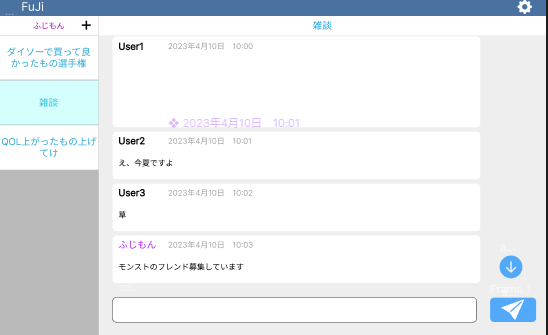 FuJi
ふじもん +
ダイソーで買って良
かったもの選手権
雑談
QOL上がったもの上げ
てけ
雑談
User1 2023年4月10日 10:00
❖ 2023年4月10日 10:01
User2 2023年4月10日 10:01
え、今夏ですよ
User3 2023年4月10日 10:02
草
ふじもん 2023年4月10日 10:03
モンストのフレンド募集しています